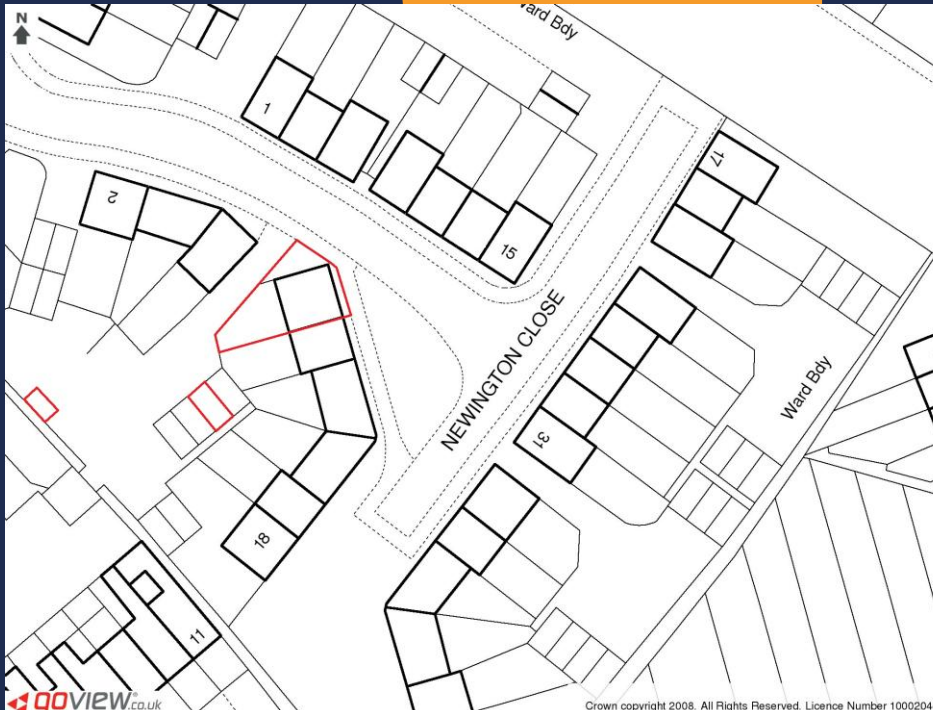 N
Ward Bdy
1
17
2
15
NEWINGTON CLOSE
Ward Bdy
31
18
11
goview.co.uk
Crown copyright 2008. All Rights Reserved. Licence Number 1000204